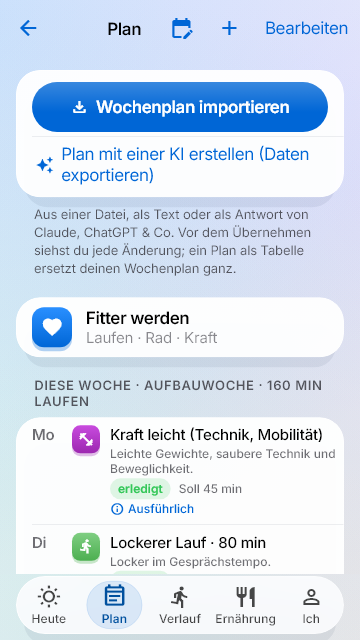 Plan
Bearbeiten
Wochenplan importieren
Plan mit einer KI erstellen (Daten
exportieren)
Aus einer Datei, als Text oder als Antwort von
Claude, ChatGPT & Co. Vor dem Übernehmen
siehst du jede Änderung; ein Plan als Tabelle
ersetzt deinen Wochenplan ganz.
Fitter werden
Laufen · Rad · Kraft
DIESE WOCHE · AUFBAUWOCHE · 160 MIN
LAUFEN
Mo
Kraft leicht (Technik, Mobilität)
Leichte Gewichte, saubere Technik und
Beweglichkeit.
erledigt Soll 45 min
Ausführlich
Di
Lockerer Lauf · 80 min
Locker im Gesprächstempo.
Heute Plan Verlauf Ernährung Ich